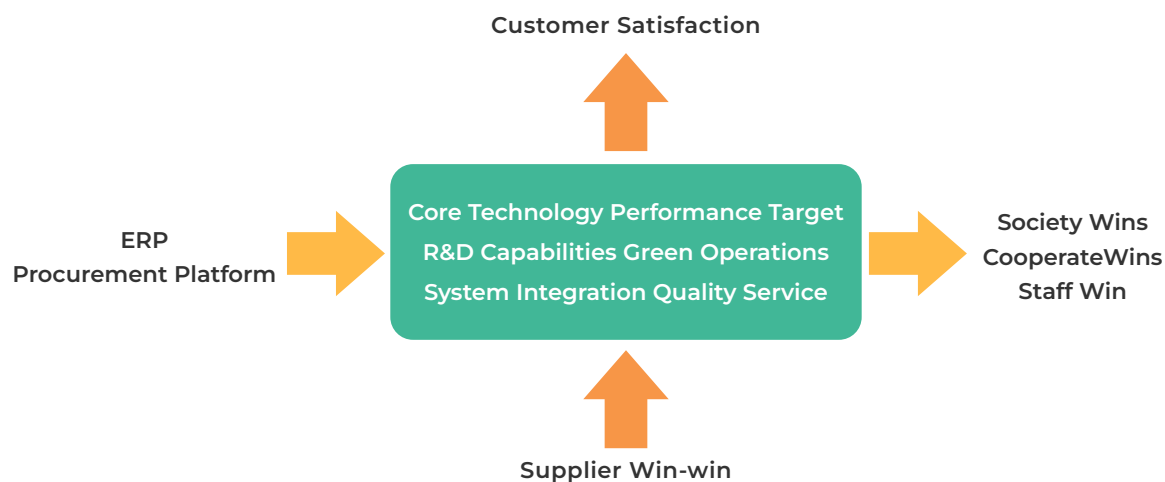 Customer Satisfaction
ERP
Procurement Platform
Core Technology Performance Target
R&D Capabilities Green Operations
System Integration Quality Service
Society Wins
CooperateWins
Staff Win
Supplier Win-win